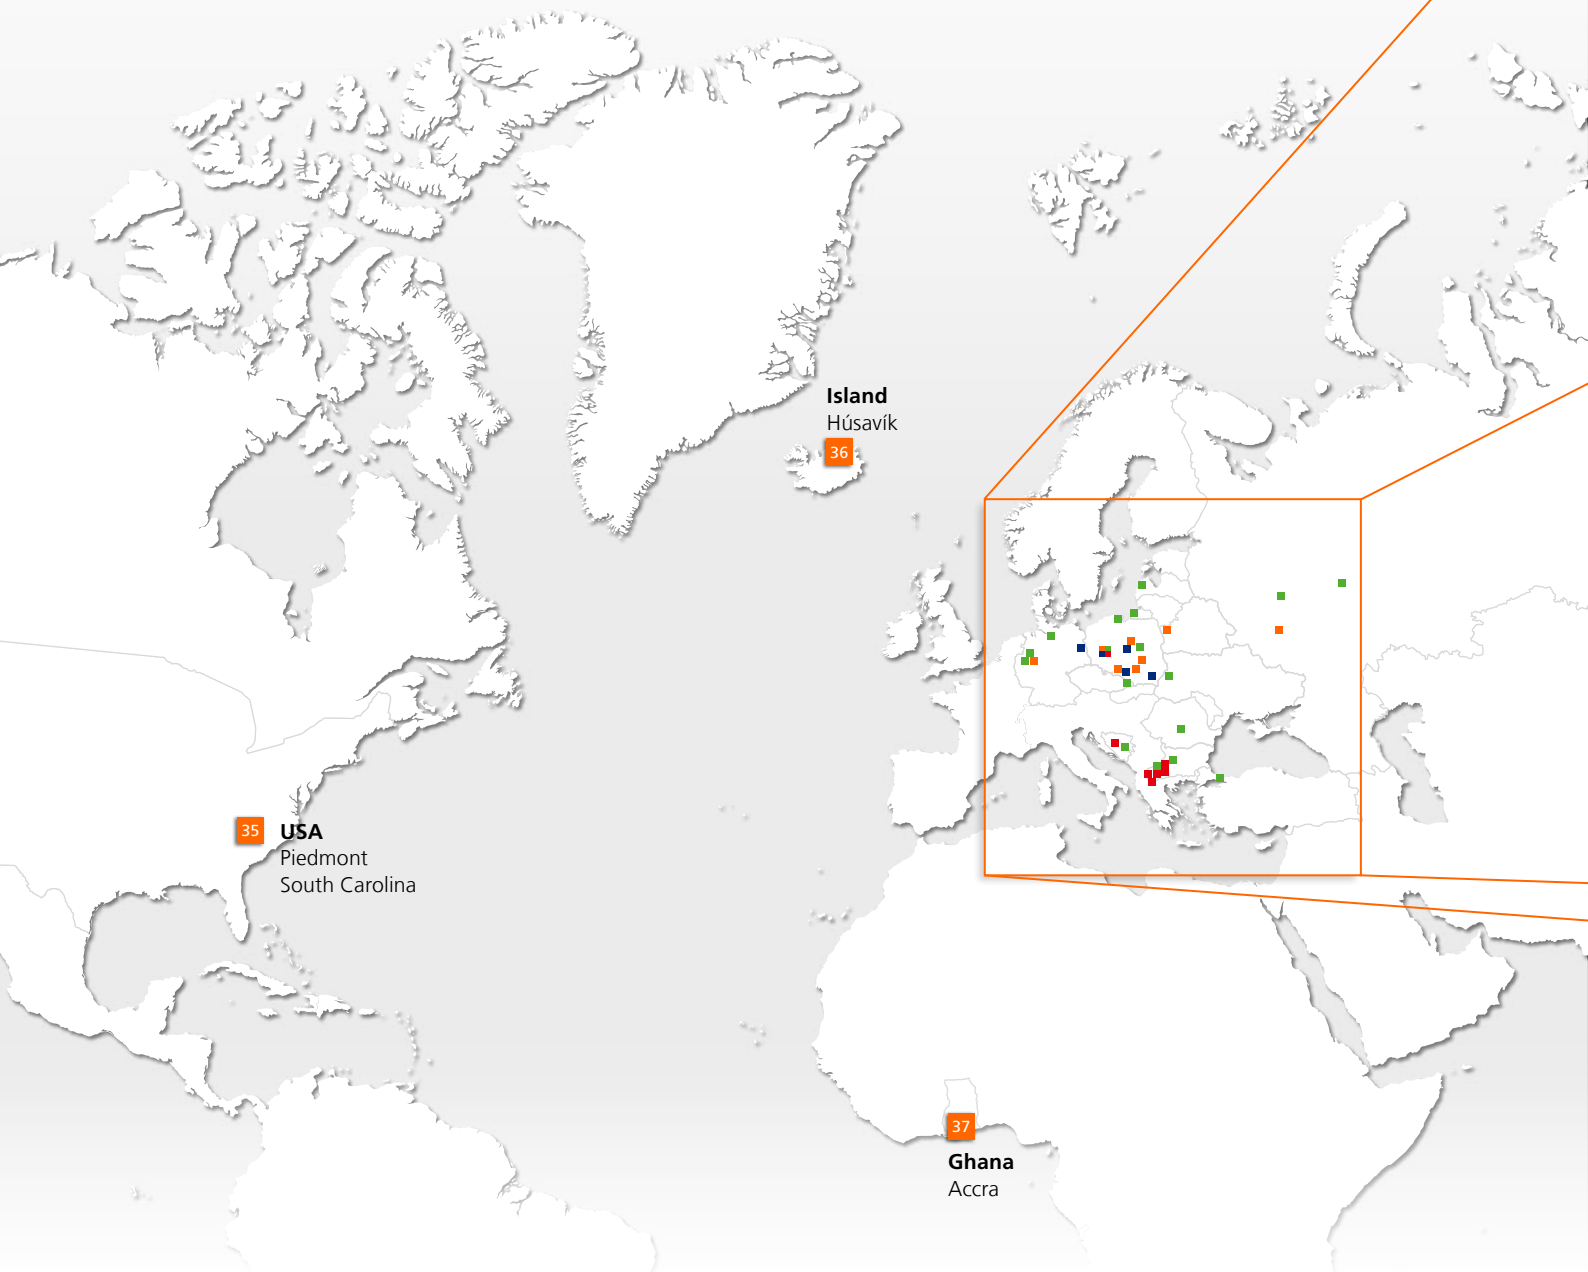 Island
Húsavík
36
35
USA
Piedmont
South Carolina
37
Ghana
Accra